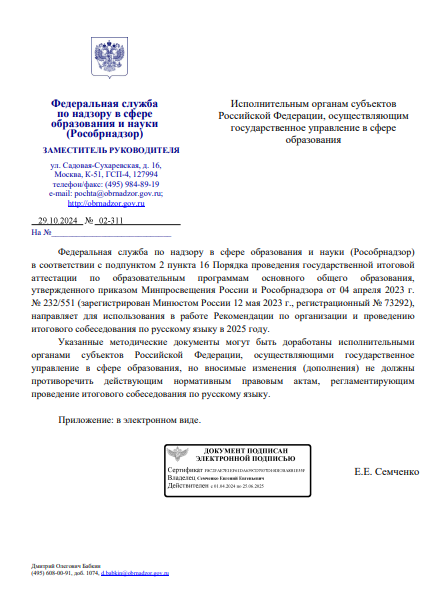 Федеральная служба
по надзору в сфере
образования и науки
(Рособрнадзор)
ЗАМЕСТИТЕЛЬ РУКОВОДИТЕЛЯ
ул. Садовая-Сухаревская, д. 16,
Москва, К-51, ГСП-4, 127994
телефон/факс: (495) 984-89-19
e-mail: pochta@obrnadzor.gov.ru;
http://obrnadzor.gov.ru
29.10.2024 № 02-311
На №
Исполнительным органам субъектов
Российской Федерации, осуществляющим
государственное управление в сфере
образования
Федеральная служба по надзору в сфере образования и науки (Рособрнадзор)
в соответствии с подпунктом 2 пункта 16 Порядка проведения государственной итоговой
аттестации по образовательным программам основного общего образования,
утвержденного приказом Минпросвещения России и Рособрнадзора от 04 апреля 2023 г.
№ 232/551 (зарегистрирован Минюстом России 12 мая 2023 г., регистрационный № 73292),
направляет для использования в работе Рекомендации по организации и проведению
итогового собеседования по русскому языку в 2025 году.
Указанные методические документы могут быть доработаны исполнительными
органами субъектов Российской Федерации, осуществляющими государственное
управление в сфере образования, но вносимые изменения (дополнения) не должны
противоречить действующим нормативным правовым актам, регламентирующим
проведение итогового собеседования по русскому языку.
Приложение: в электронном виде.
ДОКУМЕНТ ПОДПИСАН
ЭЛЕКТРОННОЙ ПОДПИСЬЮ
Сертификат
Владелец Семченко Евгений Евгеньевич
Действителен с 01.04.2024 по 25.06.2025
Е.Е. Семченко
Дмитрий Олегович Бабкин
(495) 608-00-91, доб. 1074, d.babkin@obrnadzor.gov.ru